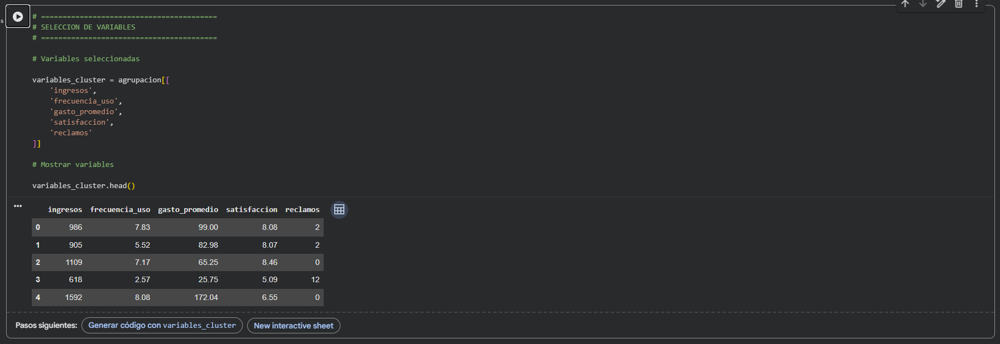 s
# =========================================
# SELECCION DE VARIABLES
# =========================================
# Variables seleccionadas
variables_cluster = agrupacion[[
'ingresos',
'frecuencia_uso',
'gasto_promedio',
'satisfaccion',
'reclamos'
]]
# Mostrar variables
variables_cluster.head()
ingresos frecuencia_uso gasto_promedio satisfaccion reclamos
0 986 7.83 99.00 8.08 2
1 905 5.52 82.98 8.07 2
2 1109 7.17 65.25 8.46 0
3 618 2.57 25.75 5.09 12
4 1592 8.08 172.04 6.55 0
Pasos siguientes: Generar código con variables_cluster New interactive sheet